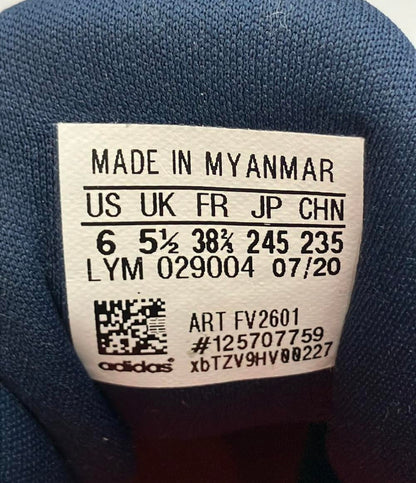 MADE IN MYANMAR
US UK FR JP CHN
6 5½ 38⅔ 245 235
LYM 029004 07/20
ART FV2601
#125707759
adidas® xbTZV9HV00227